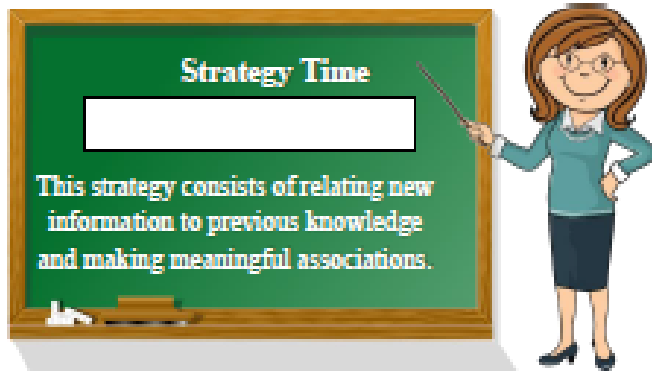 Strategy Time
This strategy consists of relating new
information to previous knowledge
and making meaningful associations.